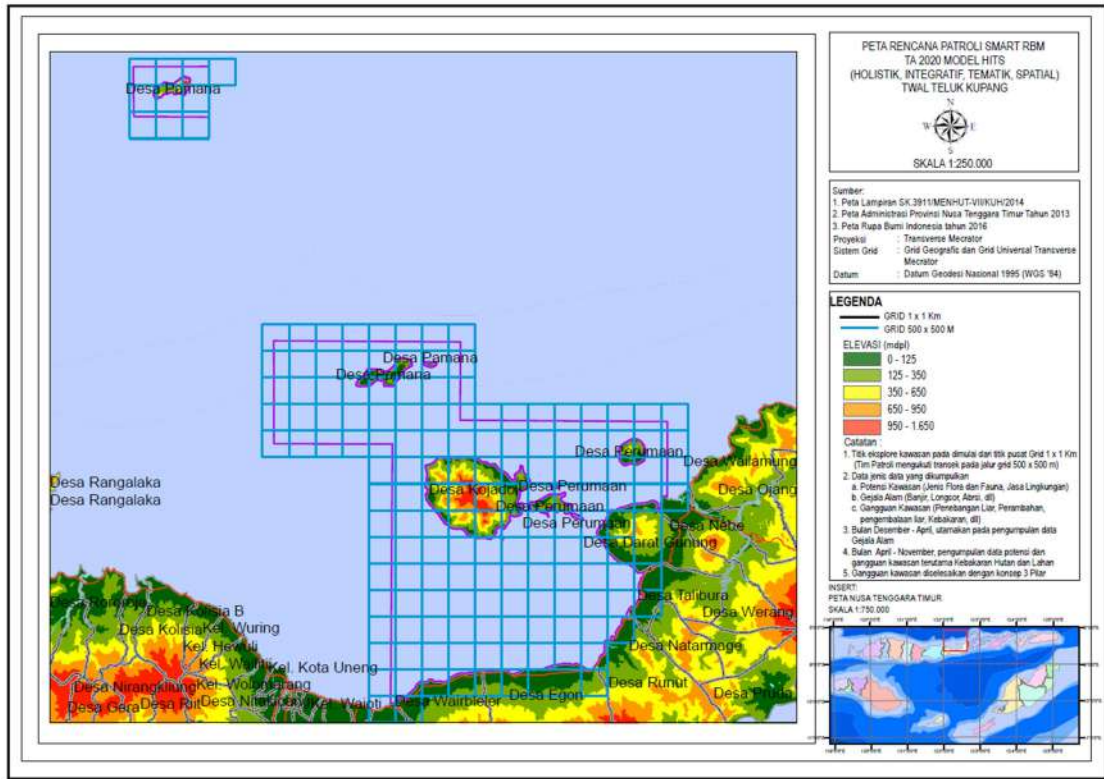 PETA RENCANA PATROLI SMART RBM
TA 2020 MODEL HITS
(HOLISTIK, INTEGRATIF, TEMATIK, SPATIAL)
TWAL TELUK KUPANG
N
W E
S
SKALA 1:250.000
Sumber:
1. Peta Lampiran SK.3911/MENHUT-VII/KUH/2014
2. Peta Administrasi Provinsi Nusa Tenggara Timur Tahun 2013
3. Peta Rupa Bumi Indonesia tahun 2016
Proyeksi : Transverse Mecrator
Sistem Grid : Grid Geografic dan Grid Universal Transverse
Mecrator
Datum : Datum Geodesi Nasional 1995 (WGS '84)
LEGENDA
GRID 1 x 1 Km
GRID 500 x 500 M
ELEVASI (mdpl)
0 - 125
125 - 350
350 - 650
650 - 950
950 - 1.650
Catatan :
1. Titik eksplore kawasan pada dimulai dari titik pusat Grid 1 x 1 Km
(Tim Patroli mengikuti transek pada jalur grid 500 x 500 m)
2. Data jenis data yang dikumpulkan
a. Potensi Kawasan (Jenis Flora dan Fauna, Jasa Lingkungan)
b. Gejala Alam (Banjir, Longsor, Abrsi, dll)
c. Gangguan Kawasan (Penebangan Liar, Perambahan,
pengembalaan liar, Kebakaran, dll)
3. Bulan Desember - April, utamakan pada pengumpulan data
Gejala Alam
4. Bulan April - November, pengumpulan data potensi dan
gangguan kawasan terutama Kebakaran Hutan dan Lahan
5. Gangguan kawasan diselesaikan dengan konsep 3 Pilar
INSERT:
PETA NUSA TENGGARA TIMUR
SKALA 1:750.000
Desa Pamana
Desa Pamana
Desa Pamana
Desa Perumaan
Desa Wailamung
Desa Rangalaka
Desa Rangalaka
Desa Kojadoi
Desa Perumaan
Desa Ojang
Desa Perumaan
Desa Perumaan
Desa Nebe
Desa Darat Gunung
Desa Talibura
Desa Kolisia B
Desa Werang
Desa Kolisia
Kel. Wuring
Kel. Hewuli
Desa Natarmage
Kel. Kota Uneng
Desa Nirangkliung
Kel. Wolomarang
Desa Runut
Desa Pruda
Desa Gera
Desa Riit
Kel. Waioti
Desa Wairbleler
Desa Egon